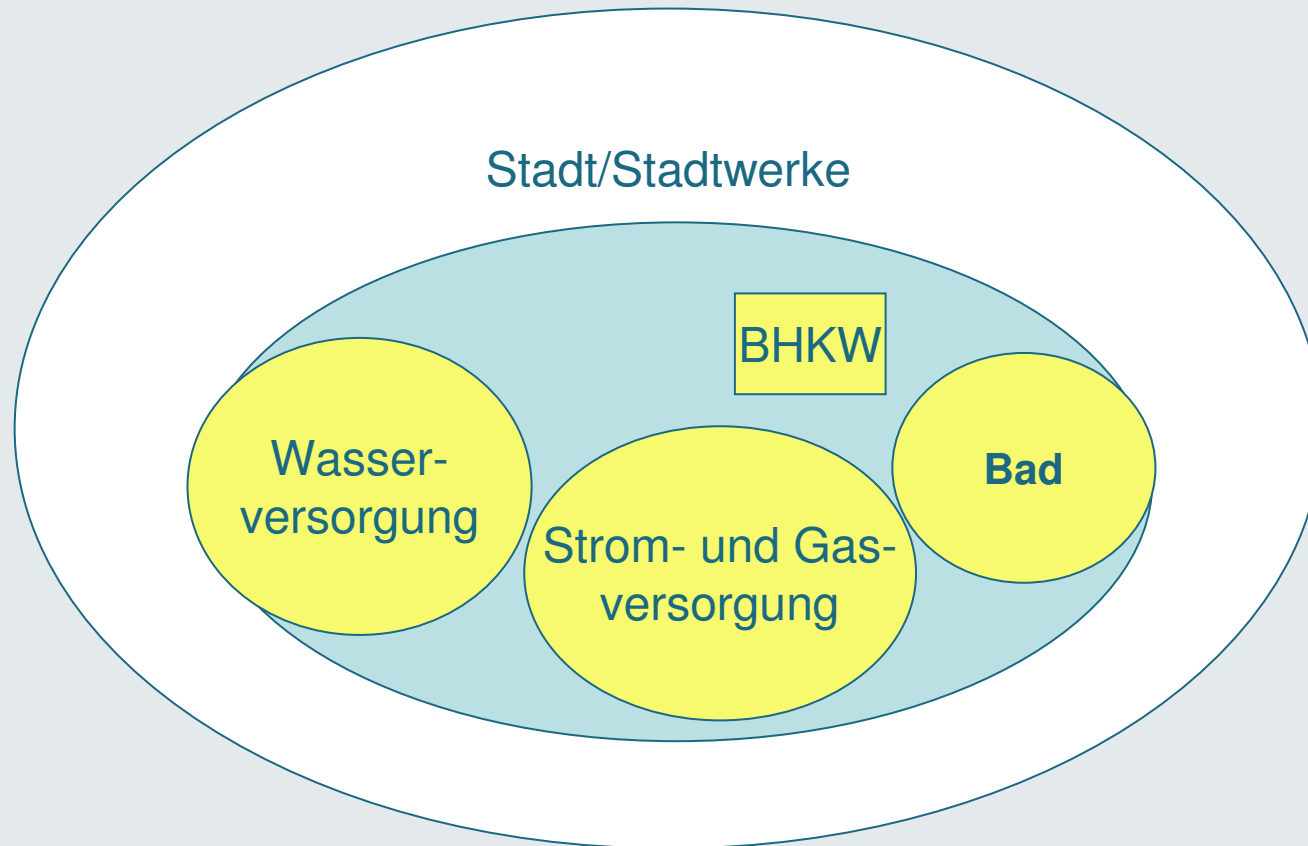 Stadt/Stadtwerke
BHKW
Wasser-
versorgung
Strom- und Gas-
versorgung
Bad